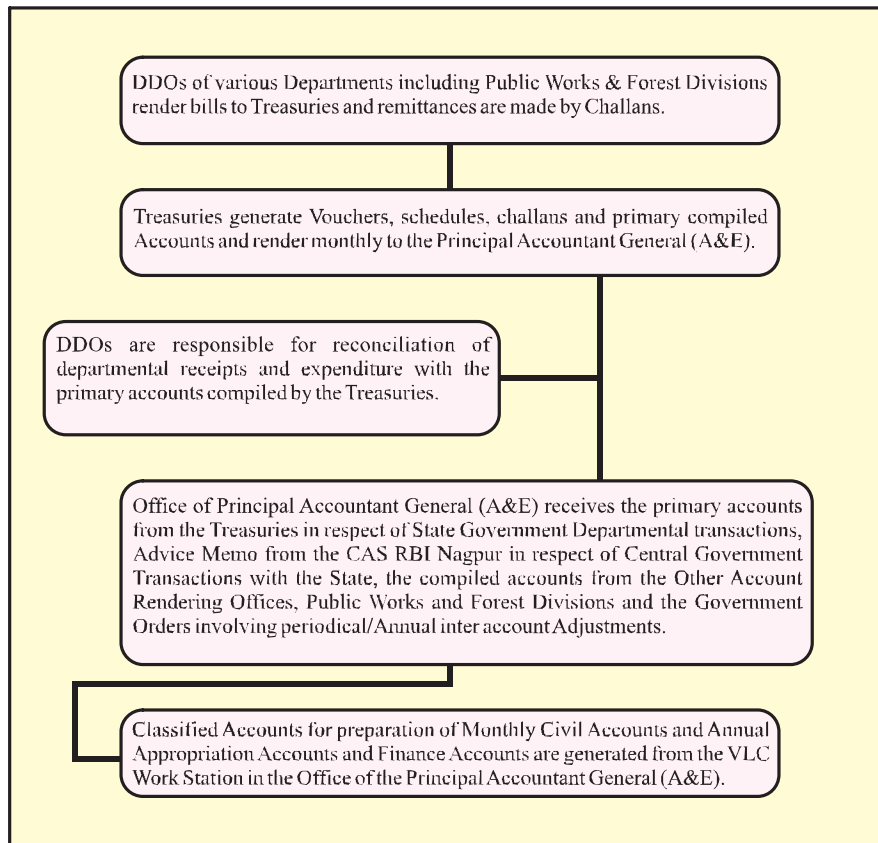 DDOs of various Departments including Public Works & Forest Divisions
render bills to Treasuries and remittances are made by Challans.
Treasuries generate Vouchers, schedules, challans and primary compiled
Accounts and render monthly to the Principal Accountant General (A&E).
DDOs are responsible for reconciliation of
departmental receipts and expenditure with the
primary accounts compiled by the Treasuries.
Office of Principal Accountant General (A&E) receives the primary accounts
from the Treasuries in respect of State Government Departmental transactions,
Advice Memo from the CAS RBI Nagpur in respect of Central Government
Transactions with the State, the compiled accounts from the Other Account
Rendering Offices, Public Works and Forest Divisions and the Government
Orders involving periodical/Annual inter account Adjustments.
Classified Accounts for preparation of Monthly Civil Accounts and Annual
Appropriation Accounts and Finance Accounts are generated from the VLC
Work Station in the Office of the Principal Accountant General (A&E).